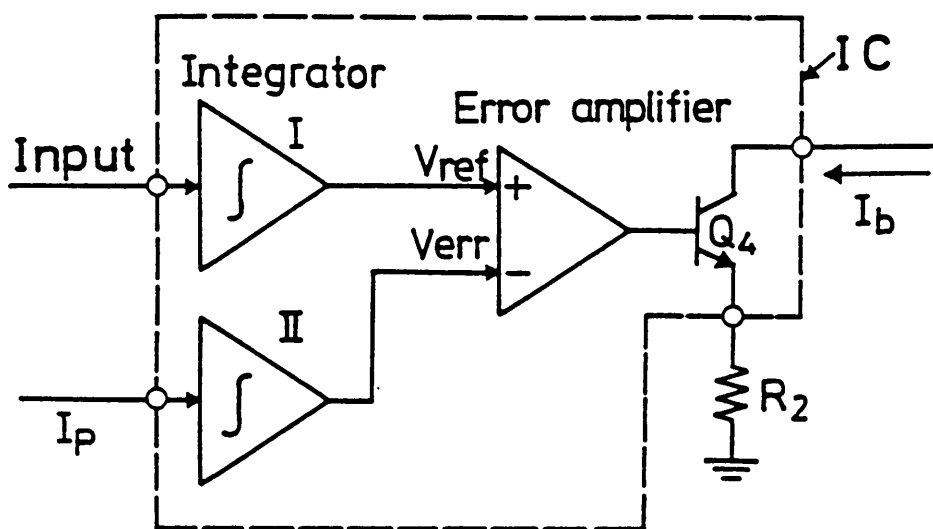 IC
Integrator
Error amplifier
I
Input
∫
Vref
+
Ib
Q4
Verr
−
II
∫
Ip
R2